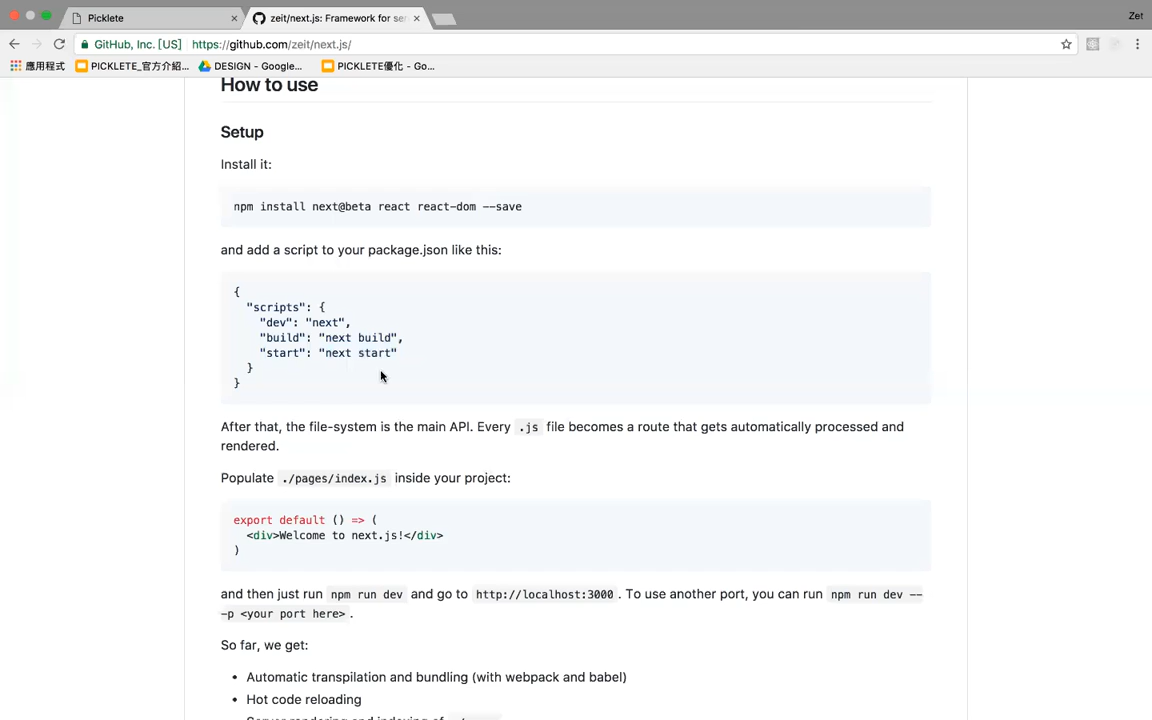 Picklete
zeit/next.js: Framework for se
Zet
GitHub, Inc. [US]
https://github.com/zeit/next.js/
應用程式
PICKLETE_官方介紹...
DESIGN - Google...
PICKLETE優化 - Go...
How to use
Setup
Install it:
npm install next@beta react react-dom --save
and add a script to your package.json like this:
{
"scripts": {
"dev": "next",
"build": "next build",
"start": "next start"
}
}
After that, the file-system is the main API. Every .js file becomes a route that gets automatically processed and
rendered.
Populate ./pages/index.js inside your project:
export default () => (
<div>Welcome to next.js!</div>
)
and then just run npm run dev and go to http://localhost:3000 . To use another port, you can run npm run dev --
-p <your port here> .
So far, we get:
• Automatic transpilation and bundling (with webpack and babel)
• Hot code reloading
• Server rendering and indexing of